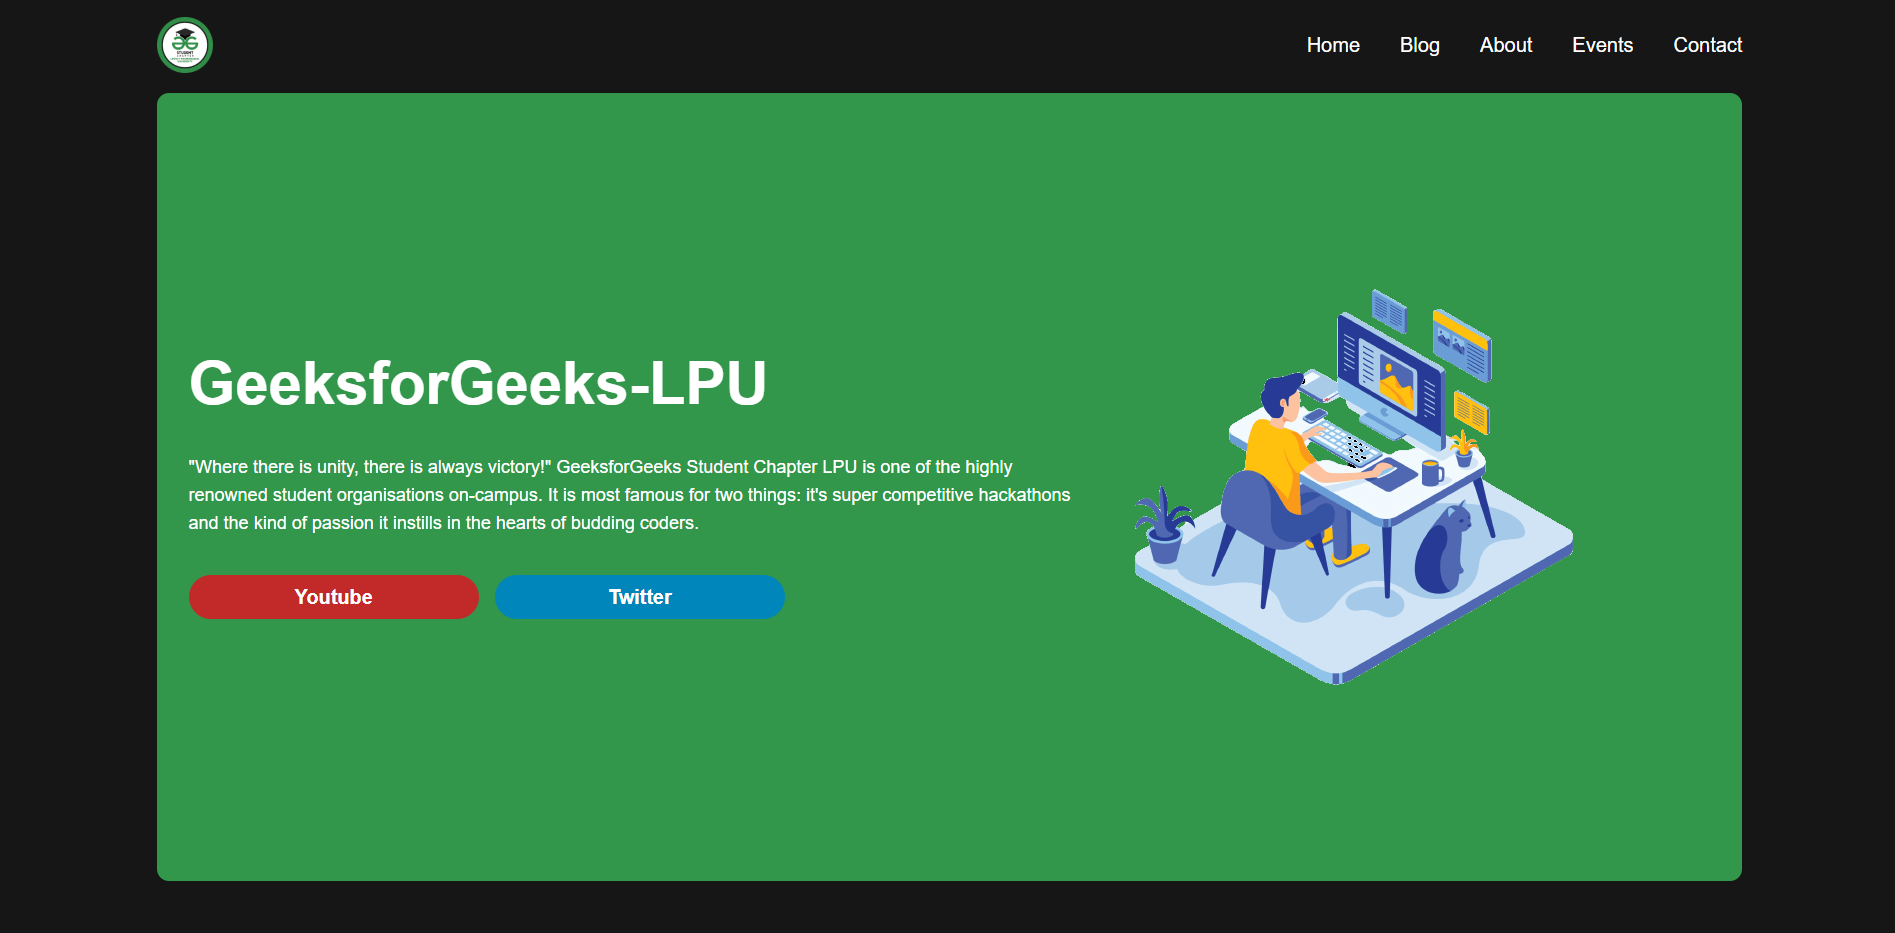 STUDENT
Home
Blog
About
Events
Contact
GeeksforGeeks-LPU
"Where there is unity, there is always victory!" GeeksforGeeks Student Chapter LPU is one of the highly
renowned student organisations on-campus. It is most famous for two things: it's super competitive hackathons
and the kind of passion it instills in the hearts of budding coders.
Youtube
Twitter